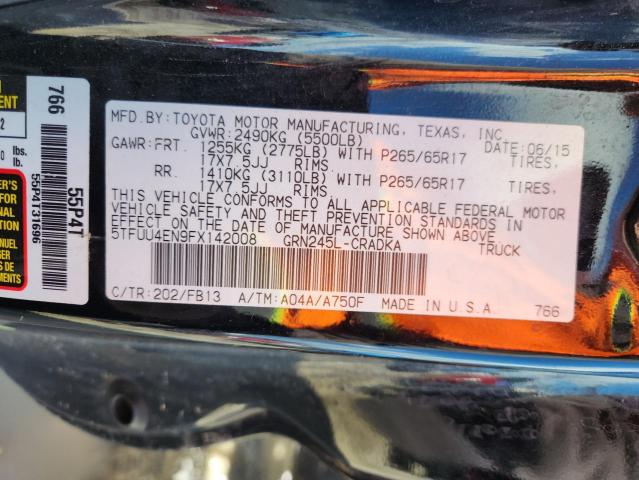 MFD.BY:TOYOTA MOTOR MANUFACTURING, TEXAS, INC.
GVWR:2490KG (5500LB) DATE: 06/15
GAWR:FRT. 1255KG (2775LB) WITH P265/65R17 TIRES,
17X7.5JJ RIMS
RR. 1410KG (3110LB) WITH P265/65R17 TIRES,
17X7.5JJ RIMS
THIS VEHICLE CONFORMS TO ALL APPLICABLE FEDERAL MOTOR
VEHICLE SAFETY AND THEFT PREVENTION STANDARDS IN
EFFECT ON THE DATE OF MANUFACTURE SHOWN ABOVE.
5TFUU4EN9FX142008 GRN245L-CRADKA TRUCK
C/TR:202/FB13 A/TM:A04A/A750F MADE IN U.S.A. 766
766
55P4T
55P4131696
lbs.
lb.